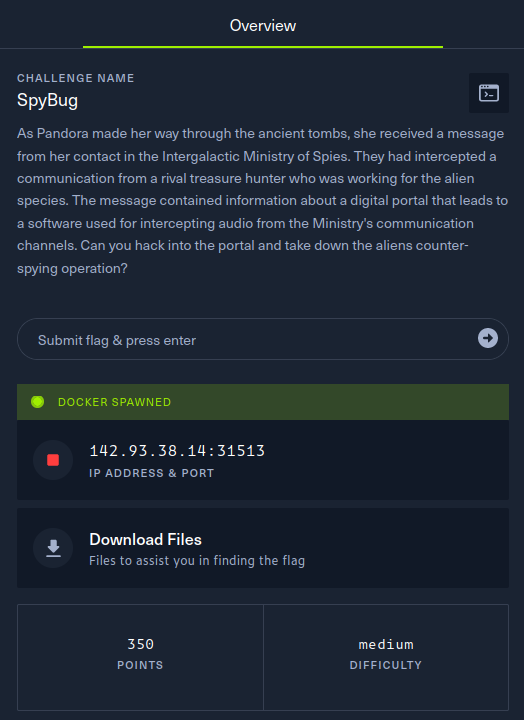 Overview
CHALLENGE NAME
SpyBug
As Pandora made her way through the ancient tombs, she received a message
from her contact in the Intergalactic Ministry of Spies. They had intercepted a
communication from a rival treasure hunter who was working for the alien
species. The message contained information about a digital portal that leads to
a software used for intercepting audio from the Ministry's communication
channels. Can you hack into the portal and take down the aliens counter-
spying operation?
Submit flag & press enter
DOCKER SPAWNED
142.93.38.14:31513
IP ADDRESS & PORT
Download Files
Files to assist you in finding the flag
350
POINTS
medium
DIFFICULTY